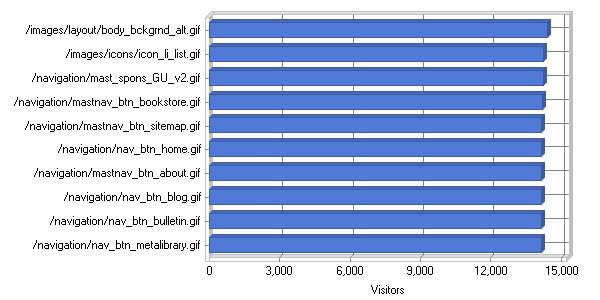 /images/layout/body_bckgrnd_alt.gif
/images/icons/icon_li_list.gif
/navigation/mast_spons_GU_v2.gif
/navigation/mastnav_btn_bookstore.gif
/navigation/mastnav_btn_sitemap.gif
/navigation/nav_btn_home.gif
/navigation/mastnav_btn_about.gif
/navigation/nav_btn_blog.gif
/navigation/nav_btn_bulletin.gif
/navigation/nav_btn_metalibrary.gif
0 3,000 6,000 9,000 12,000 15,000
Visitors